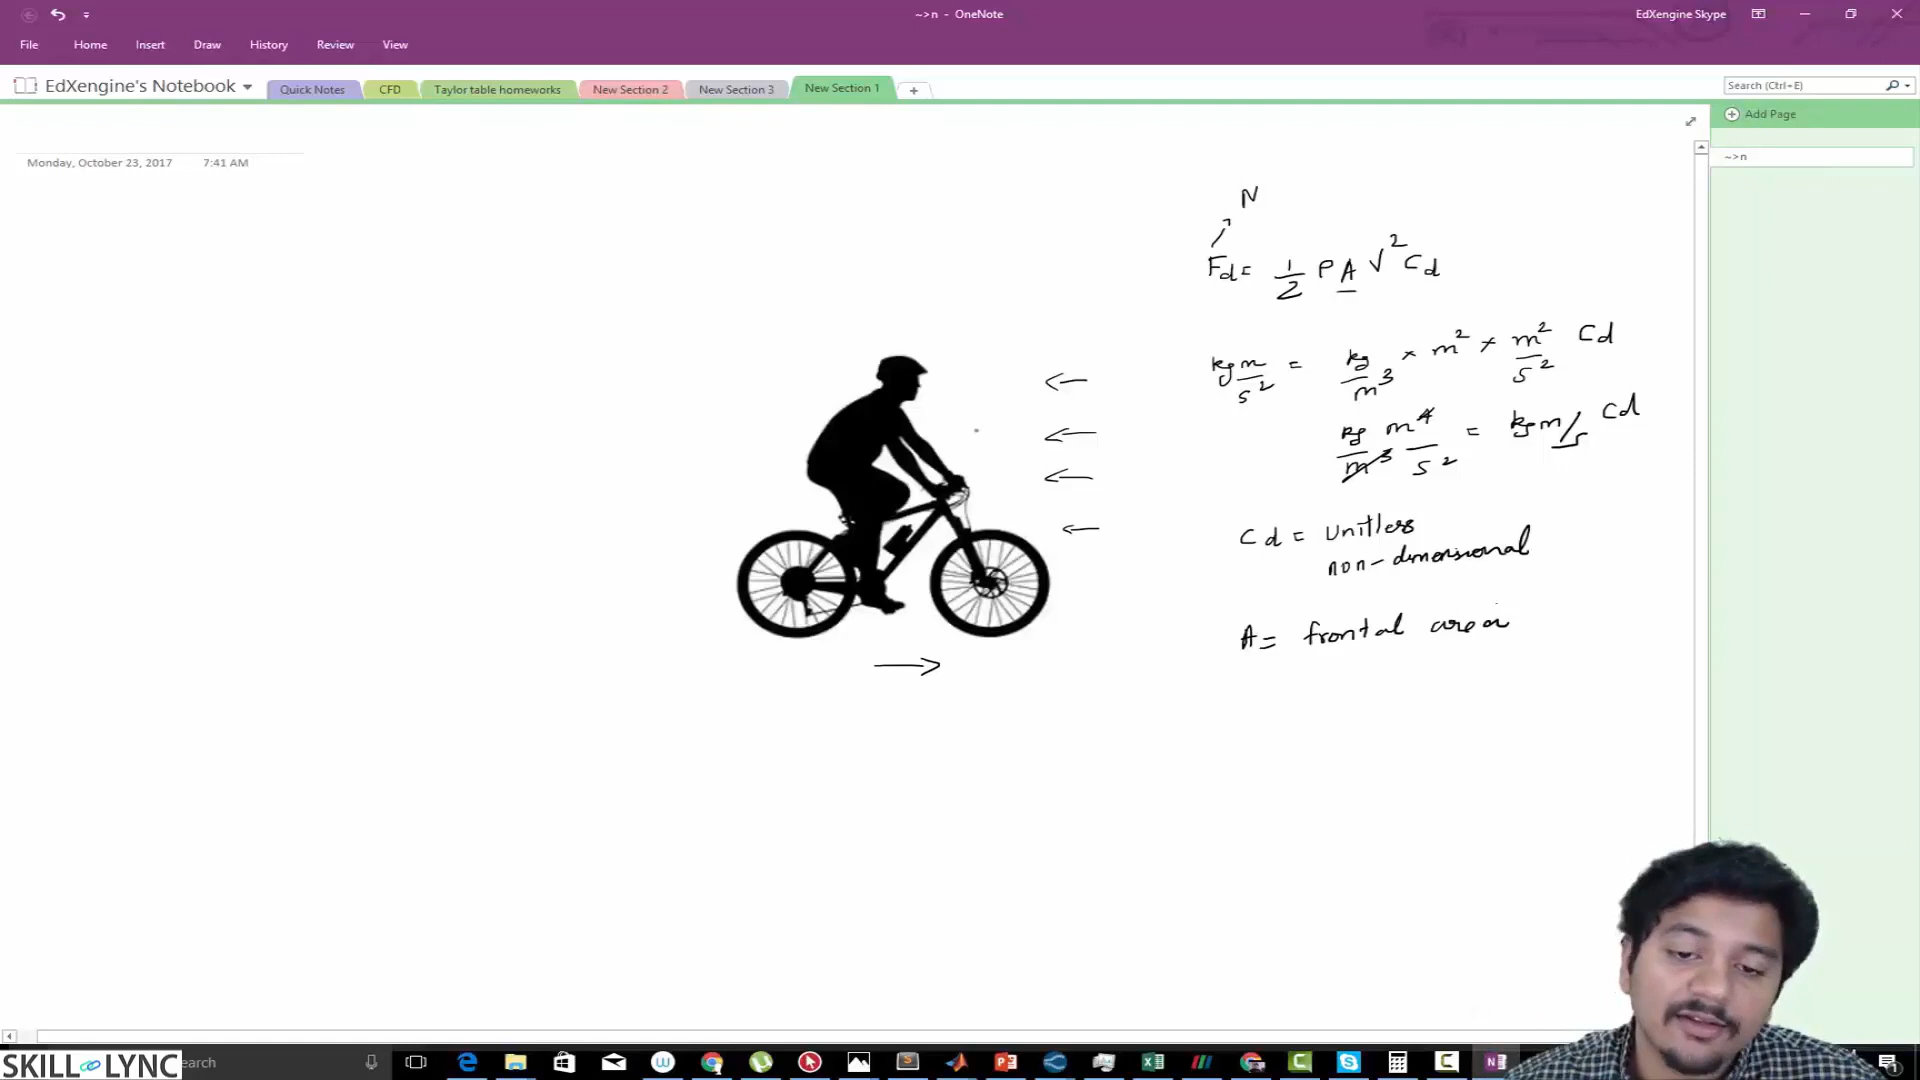 ~>n - OneNote
EdXengine Skype
File Home Insert Draw History Review View
EdXengine's Notebook
Quick Notes CFD Taylor table homeworks New Section 2 New Section 3 New Section 1 +
Search (Ctrl+E)
Add Page
~>n
Monday, October 23, 2017 7:41 AM
N
Fd = 1/2 ρ A V² Cd
kgm/s² = kg/m³ × m² × m²/s² Cd
kg/m³ m⁴/s² = kgm/s Cd
Cd = unitless
non-dimensional
A = frontal area
SKILL LYNC
earch